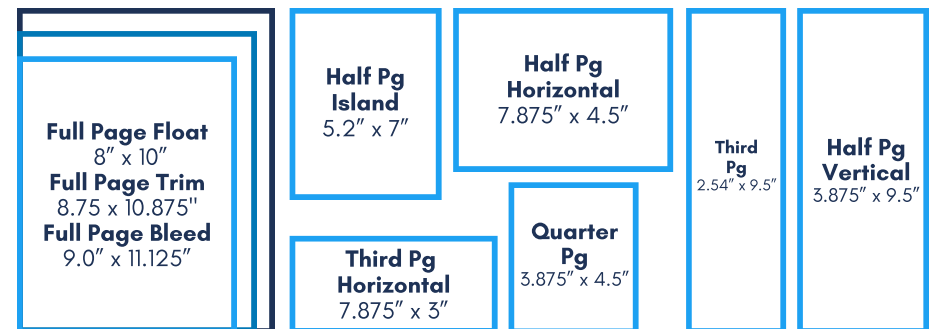 Full Page Float
8” x 10”
Full Page Trim
8.75 x 10.875"
Full Page Bleed
9.0” x 11.125”
Half Pg
Island
5.2” x 7”
Half Pg
Horizontal
7.875” x 4.5”
Third Pg
Horizontal
7.875” x 3”
Quarter
Pg
3.875” x 4.5”
Third
Pg
2.54” x 9.5”
Half Pg
Vertical
3.875” x 9.5”